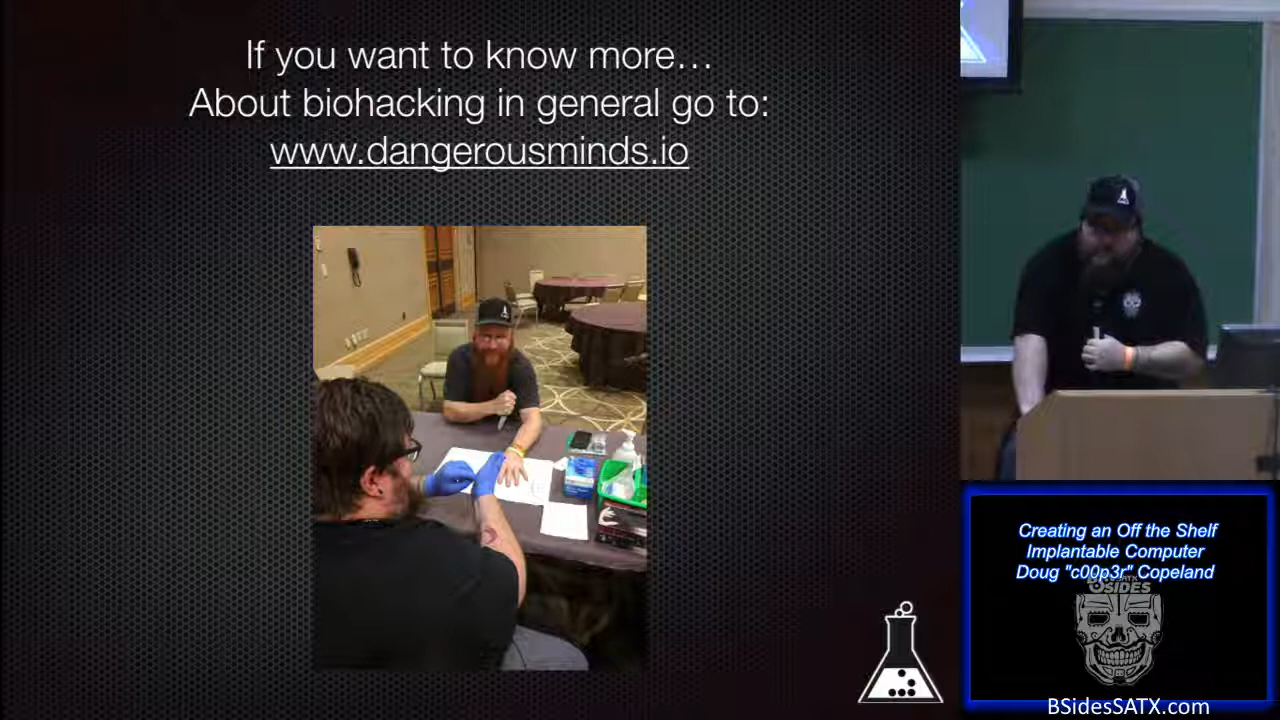 If you want to know more…
About biohacking in general go to:
www.dangerousminds.io
Creating an Off the Shelf
Implantable Computer
Doug "c00p3r" Copeland
BSIDES
SATX
BSidesSATX.com